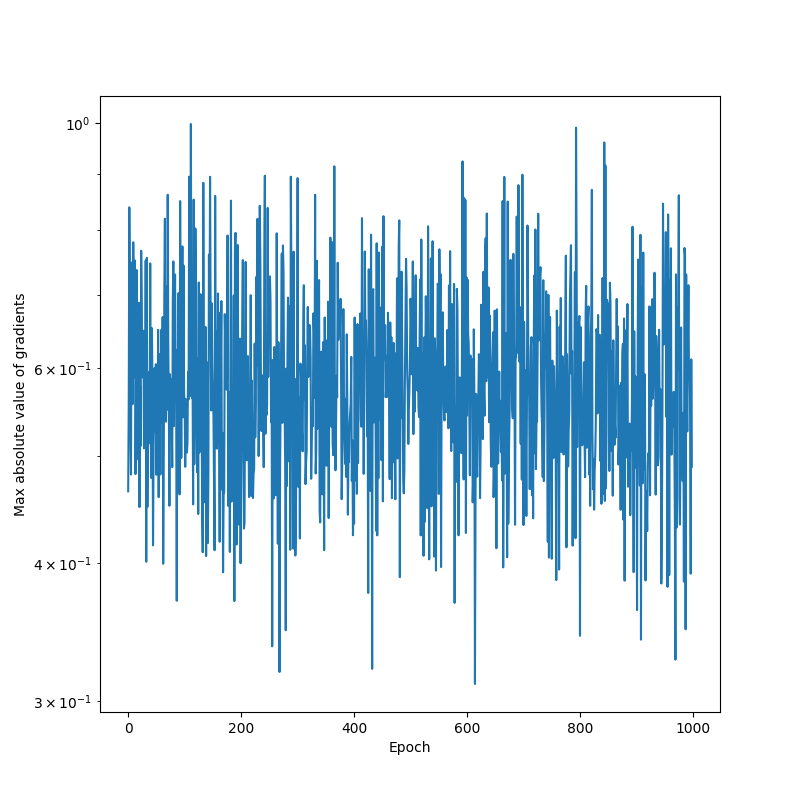 Max absolute value of gradients
10⁰
6 × 10⁻¹
4 × 10⁻¹
3 × 10⁻¹
0 200 400 600 800 1000
Epoch